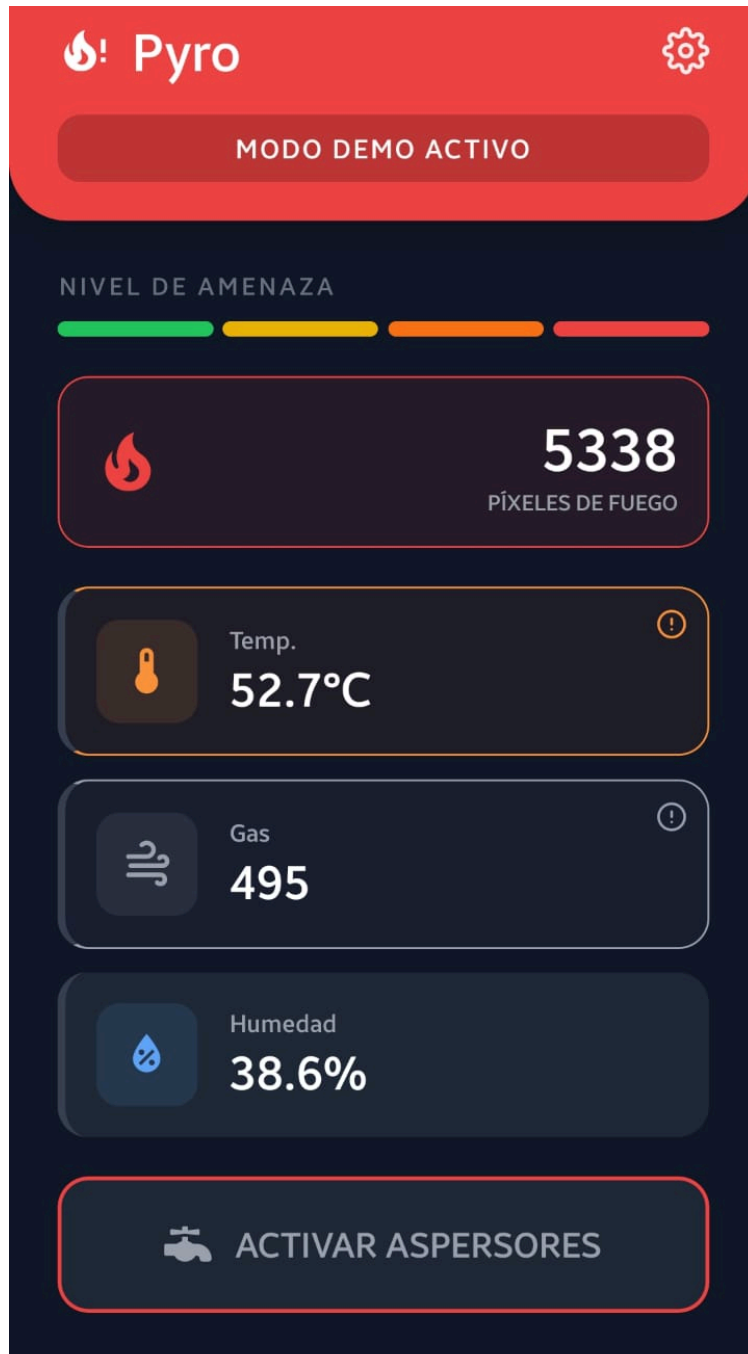 Pyro
MODO DEMO ACTIVO
NIVEL DE AMENAZA
5338
PÍXELES DE FUEGO
Temp.
52.7°C
Gas
495
Humedad
38.6%
ACTIVAR ASPERSORES